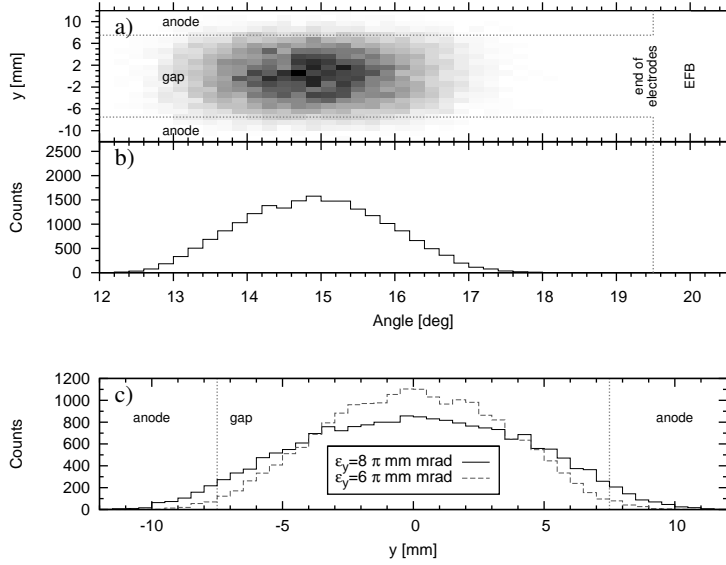 a)
anode
gap
anode
end of electrodes
EFB
y [mm]
10
6
2
-2
-6
-10
b)
Counts
2500
2000
1500
1000
500
0
12 13 14 15 16 17 18 19 20
Angle [deg]
c)
anode
gap
anode
Counts
1200
1000
800
600
400
200
0
ε_y=8 π mm mrad
ε_y=6 π mm mrad
-10 -5 0 5 10
y [mm]